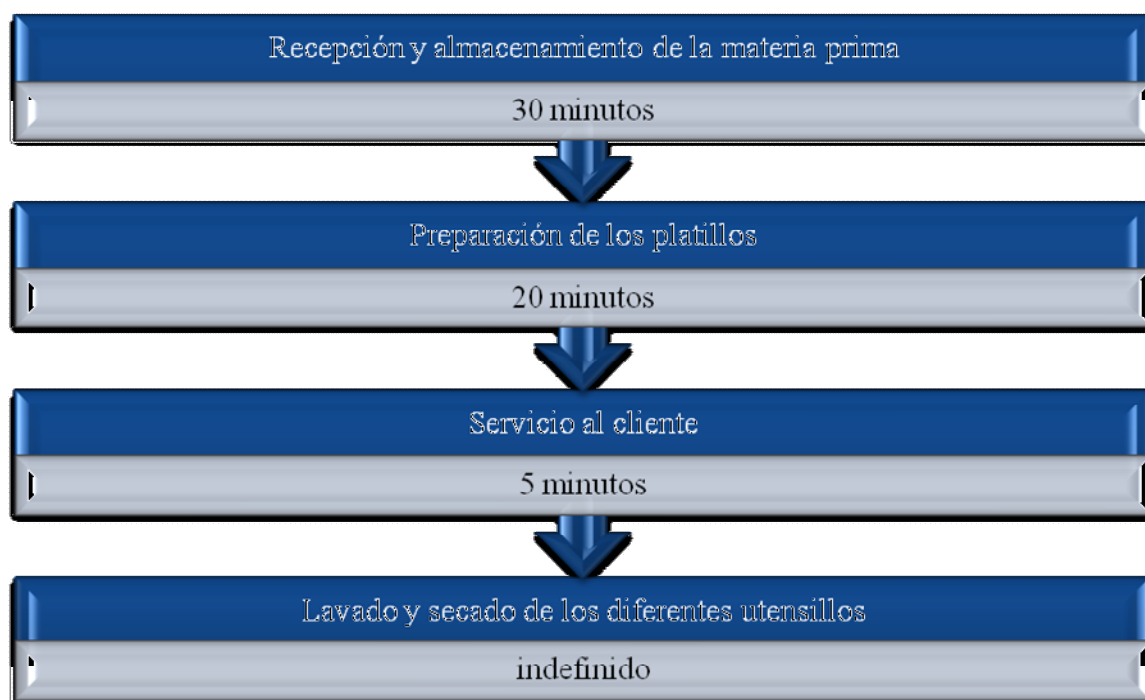 Recepción y almacenamiento de la materia prima
30 minutos
Preparación de los platillos
20 minutos
Servicio al cliente
5 minutos
Lavado y secado de los diferentes utensillos
indefinido